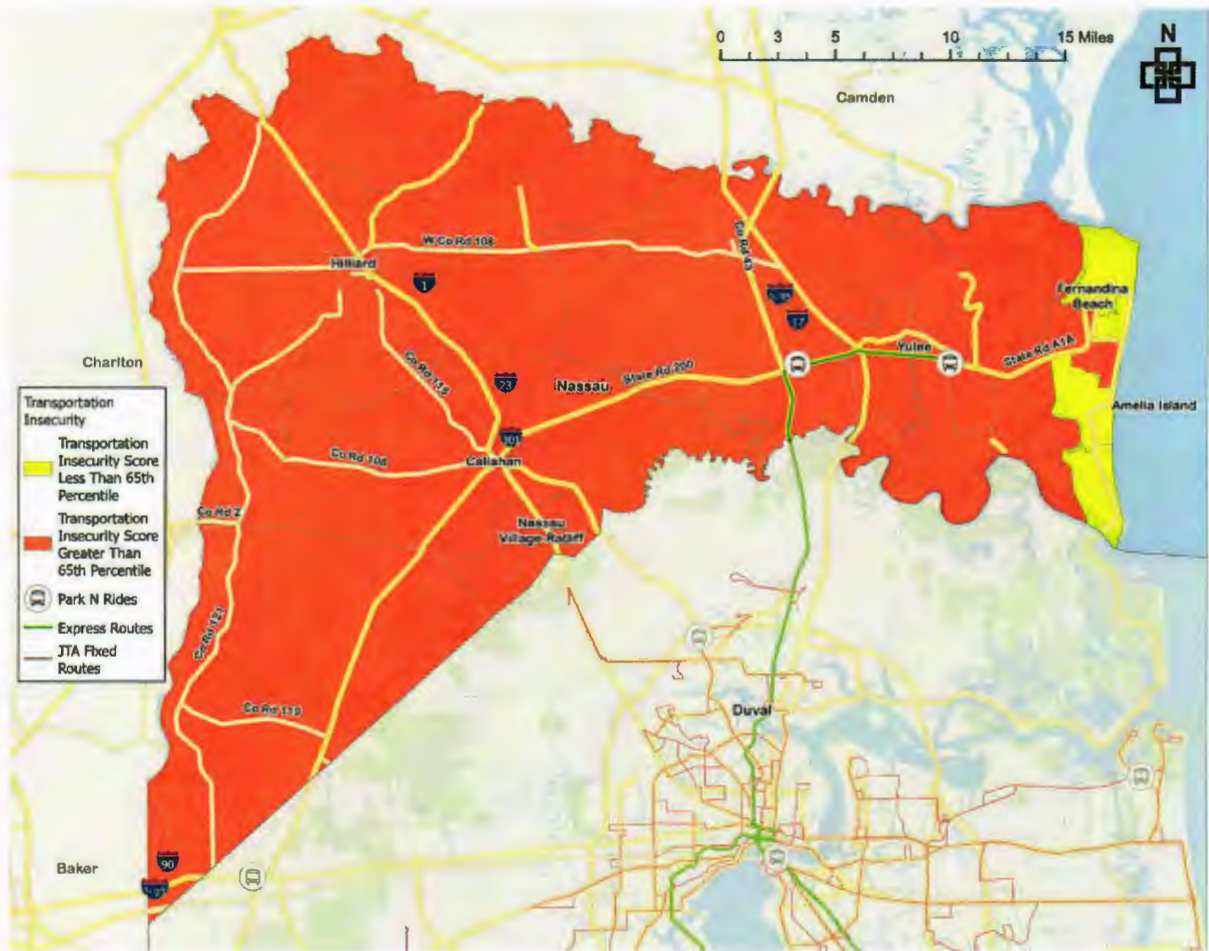 0 3 5 10 15 Miles
N
Camden
Co Rd 43
W Co Rd 108
Hilliard
1
Fernandina
Beach
17
Yulee
State Rd A1A
Charlton
Co Rd 115
State Rd 200
Nassau
23
Amelia Island
301
Callahan
Co Rd 108
Nassau
Village-Ratliff
Co Rd 2
Transportation
Insecurity
Transportation
Insecurity Score
Less Than 65th
Percentile
Transportation
Insecurity Score
Greater Than
65th Percentile
Park N Rides
Express Routes
JTA Fixed
Routes
Co Rd 121
Co Rd 119
Duval
Baker
90